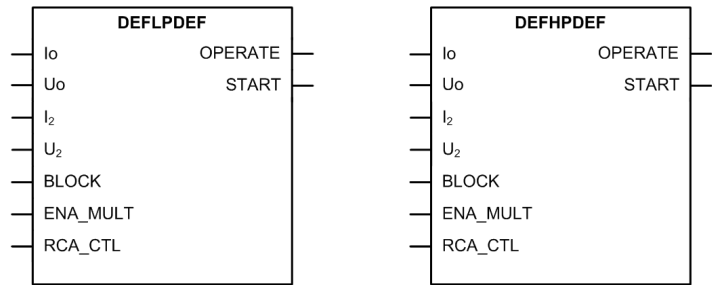 DEFLPDEF
Io OPERATE
Uo START
I₂
U₂
BLOCK
ENA_MULT
RCA_CTL
DEFHPDEF
Io OPERATE
Uo START
I₂
U₂
BLOCK
ENA_MULT
RCA_CTL